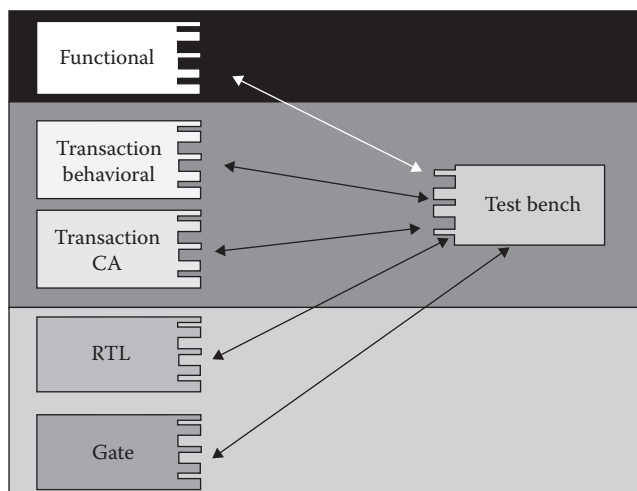 Functional
Transaction
behavioral
Test bench
Transaction
CA
RTL
Gate